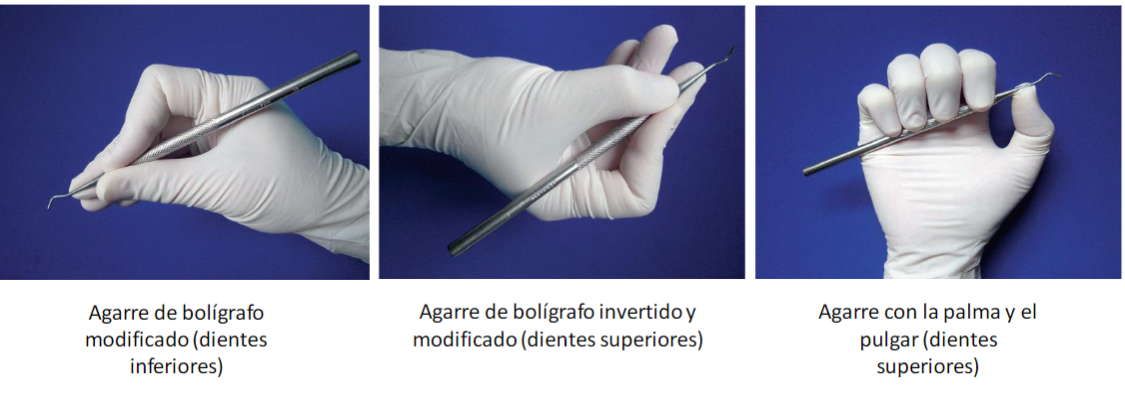 Agarre de bolígrafo
modificado (dientes
inferiores)
Agarre de bolígrafo invertido y
modificado (dientes superiores)
Agarre con la palma y el
pulgar (dientes
superiores)